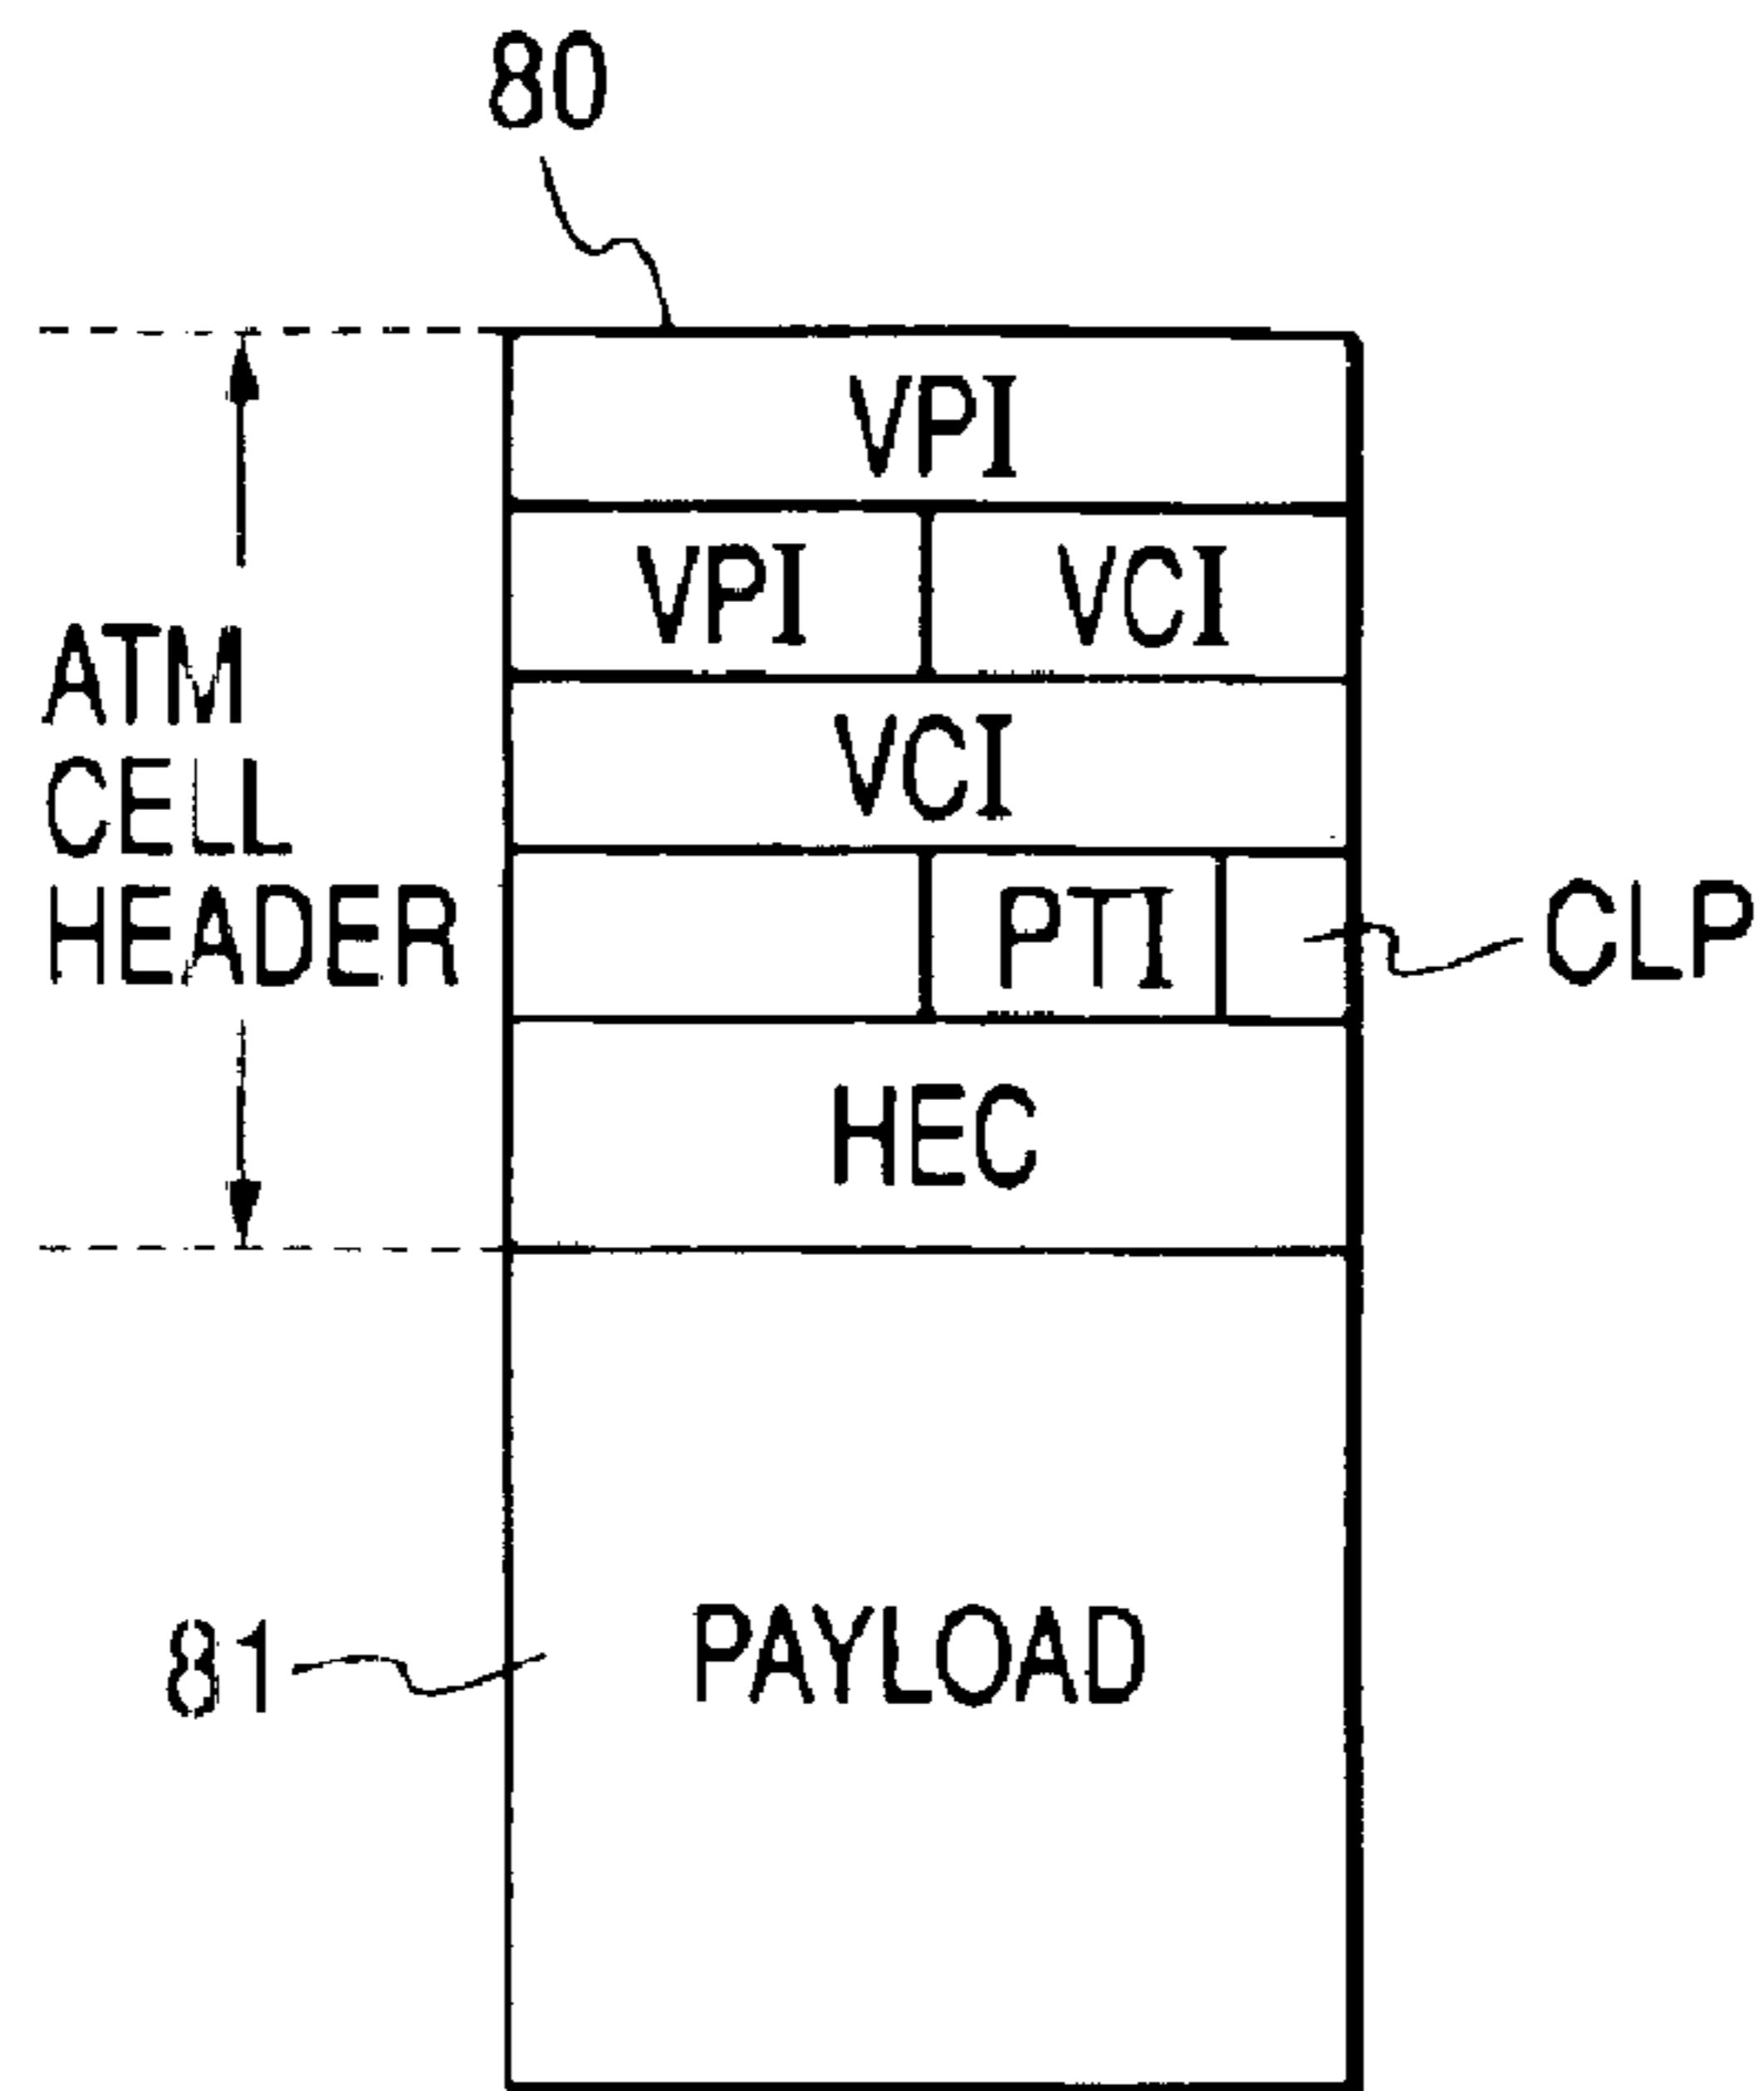 80
VPI
VPI VCI
VCI
ATM
CELL
HEADER
PTI
CLP
HEC
81
PAYLOAD